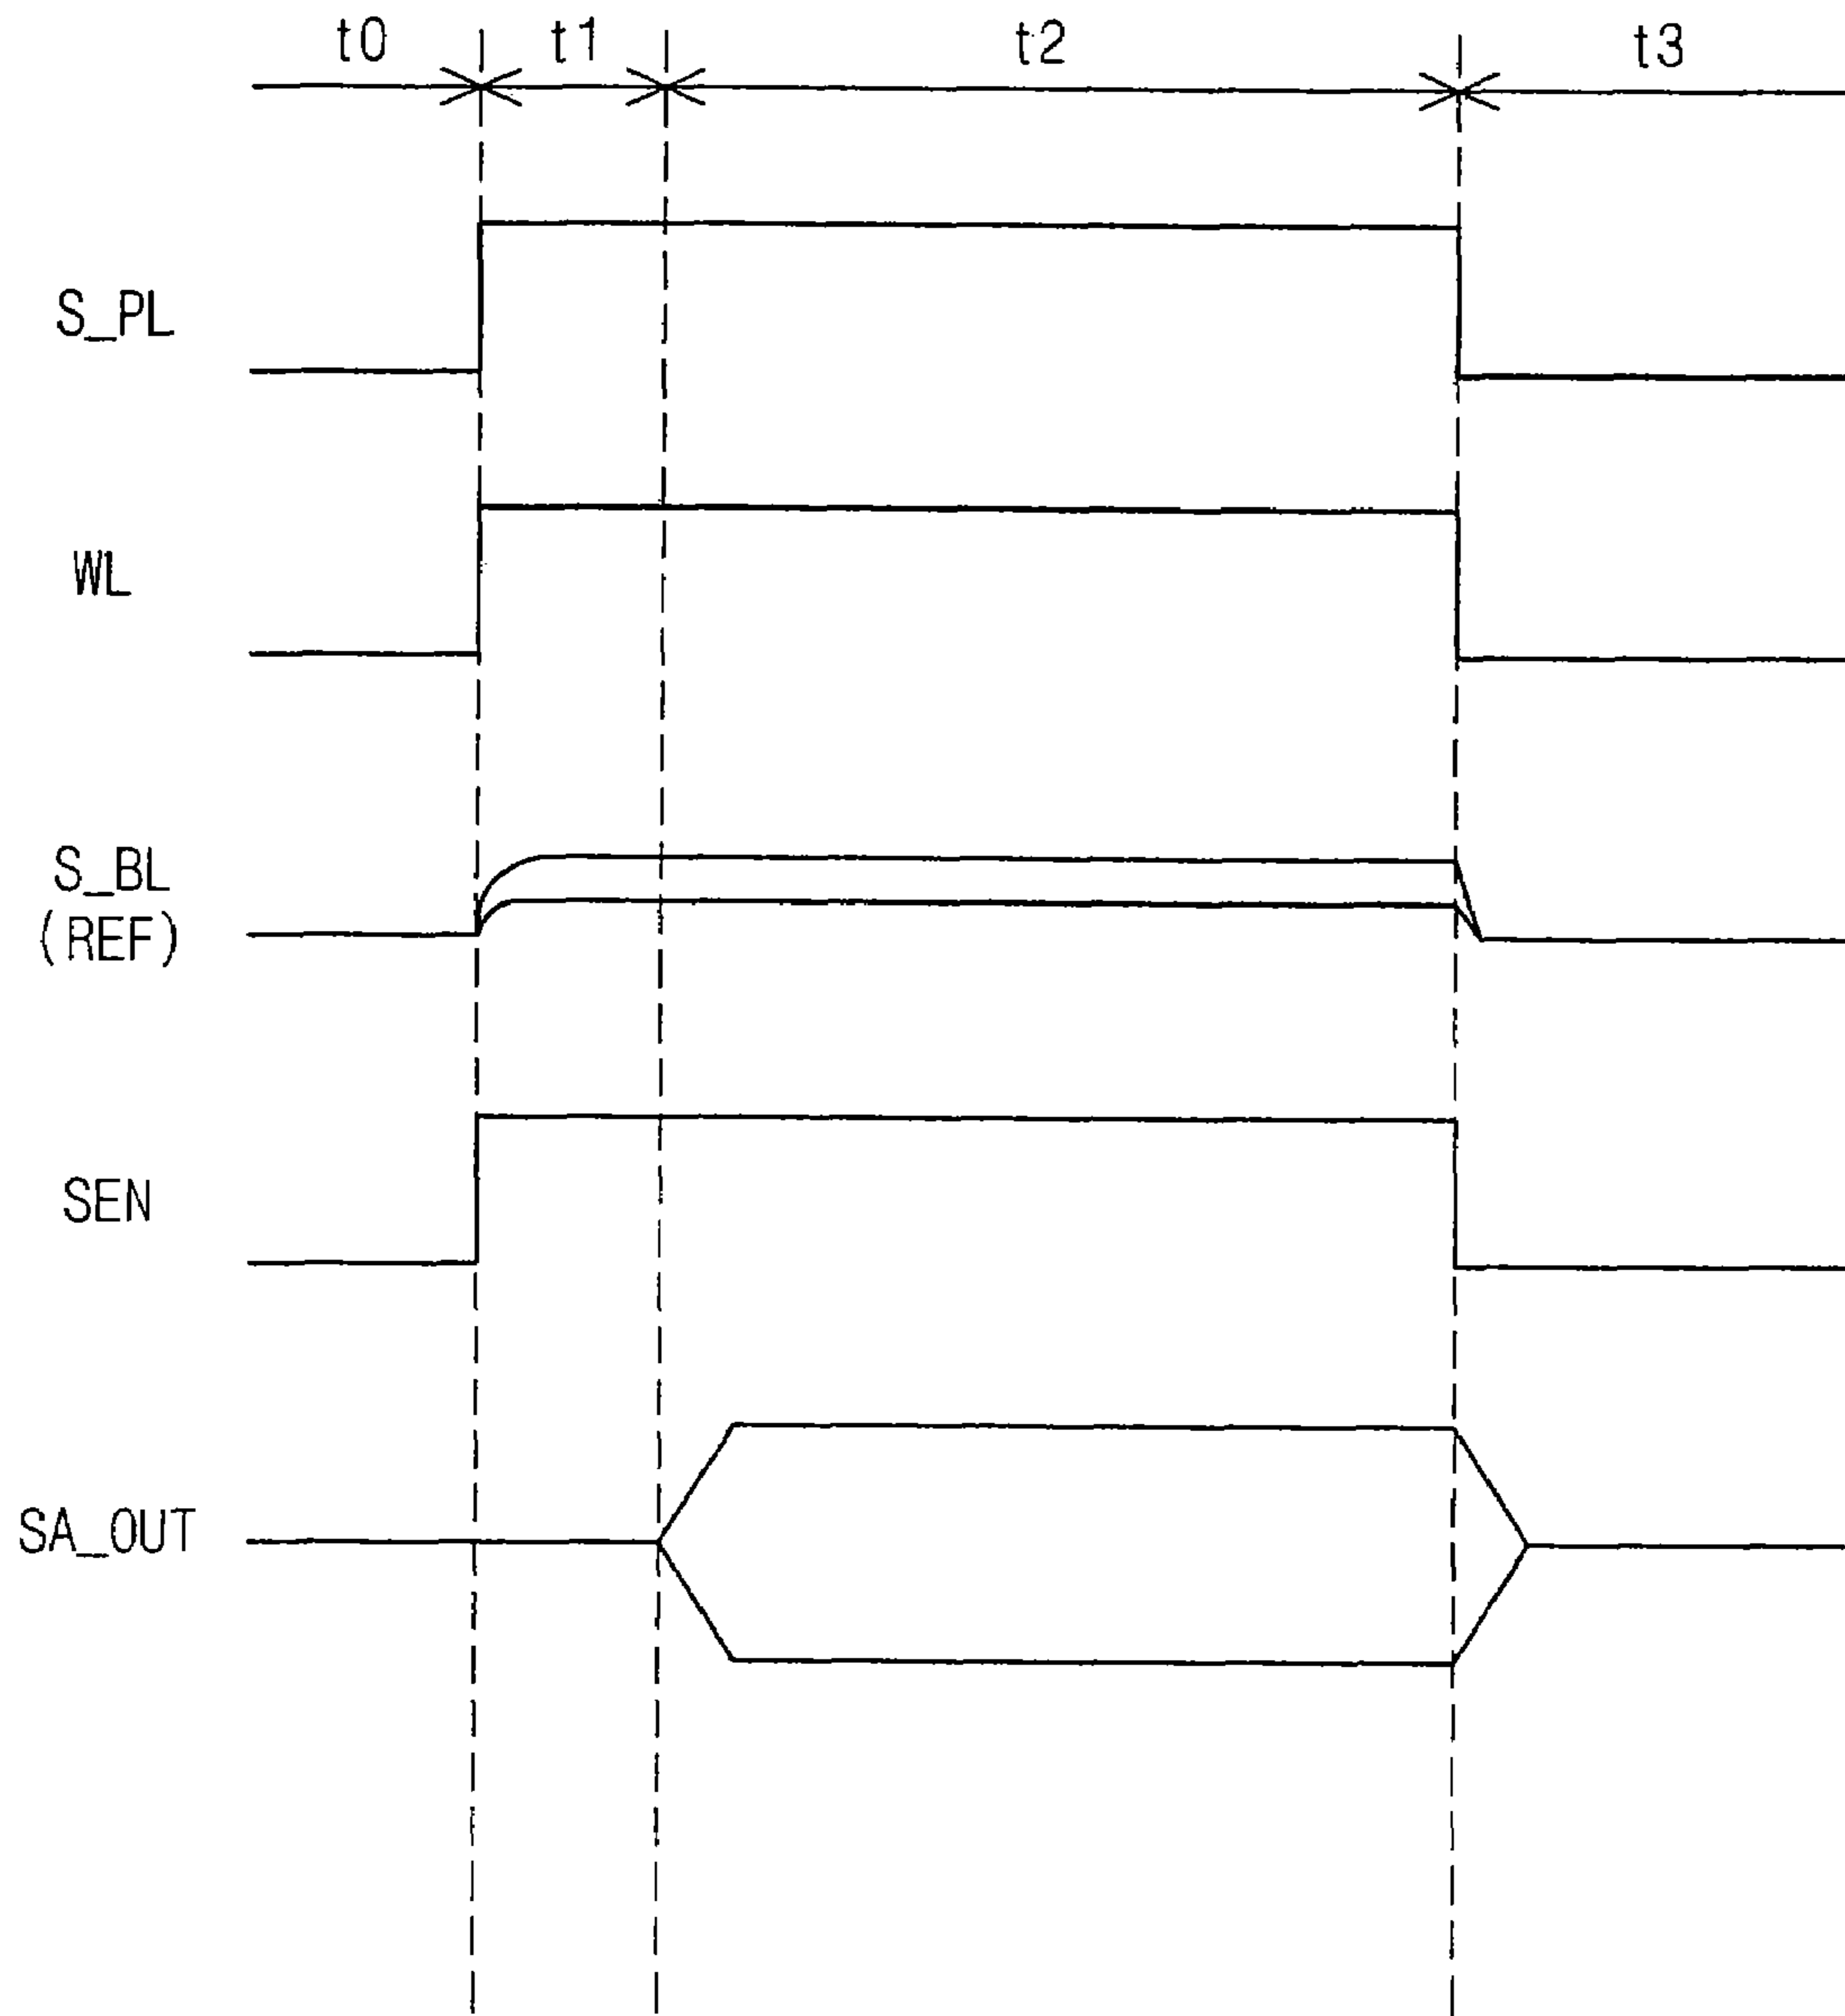 t0 t1 t2 t3
S_PL
WL
S_BL
(REF)
SEN
SA_OUT